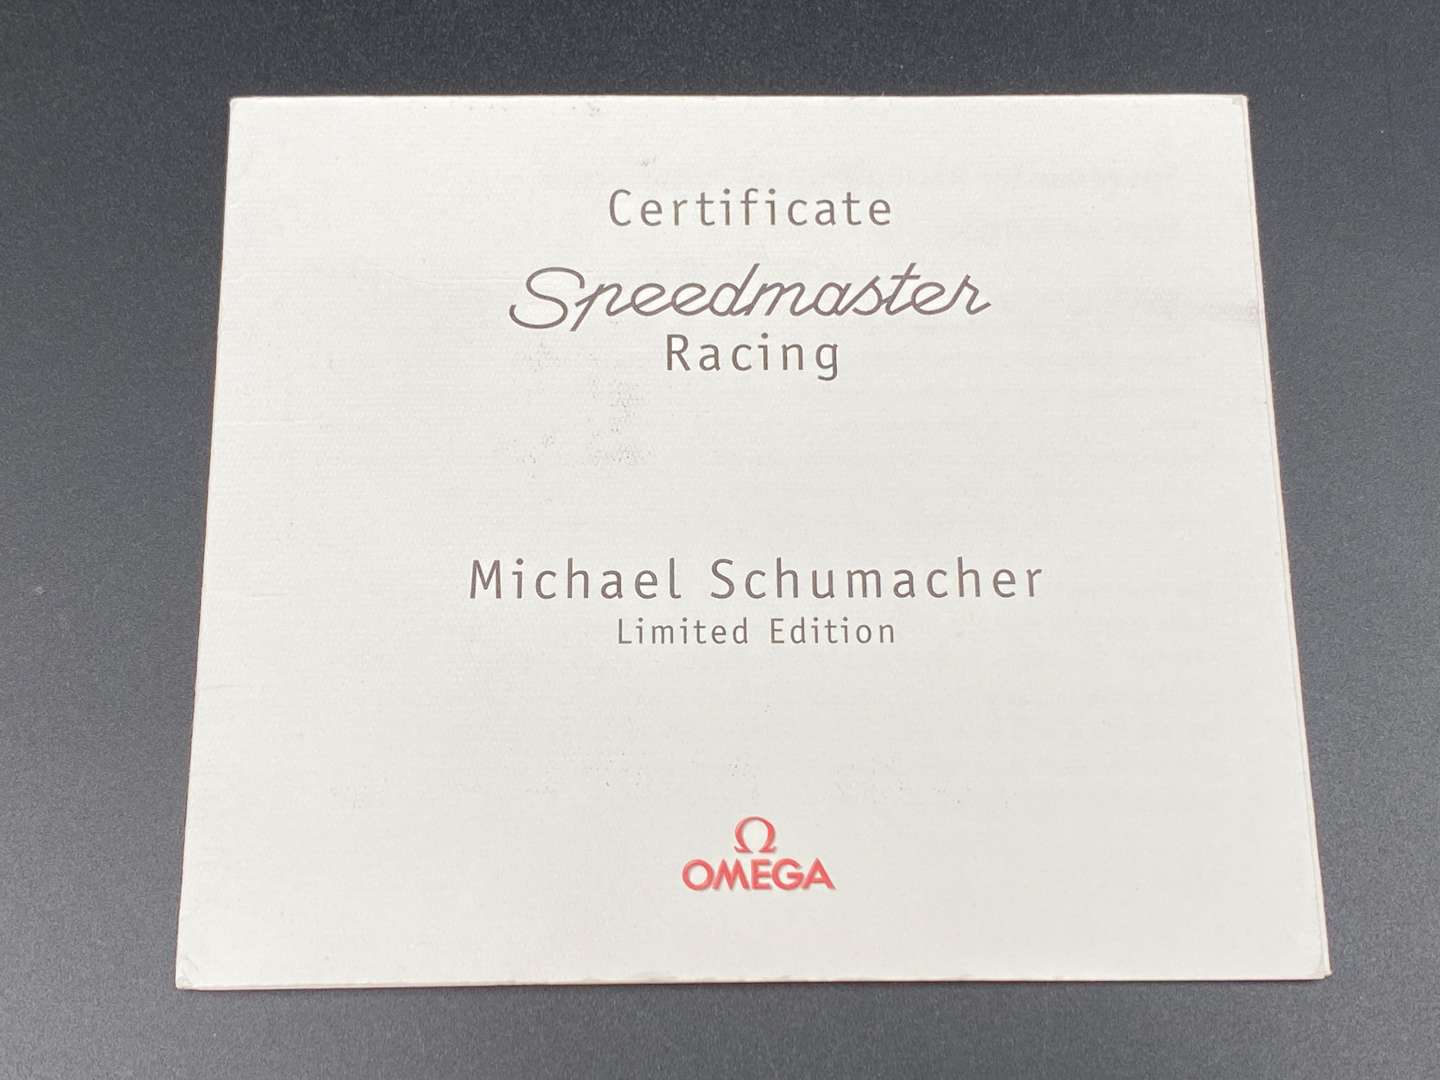 Certificate
Speedmaster
Racing
Michael Schumacher
Limited Edition
Ω
OMEGA